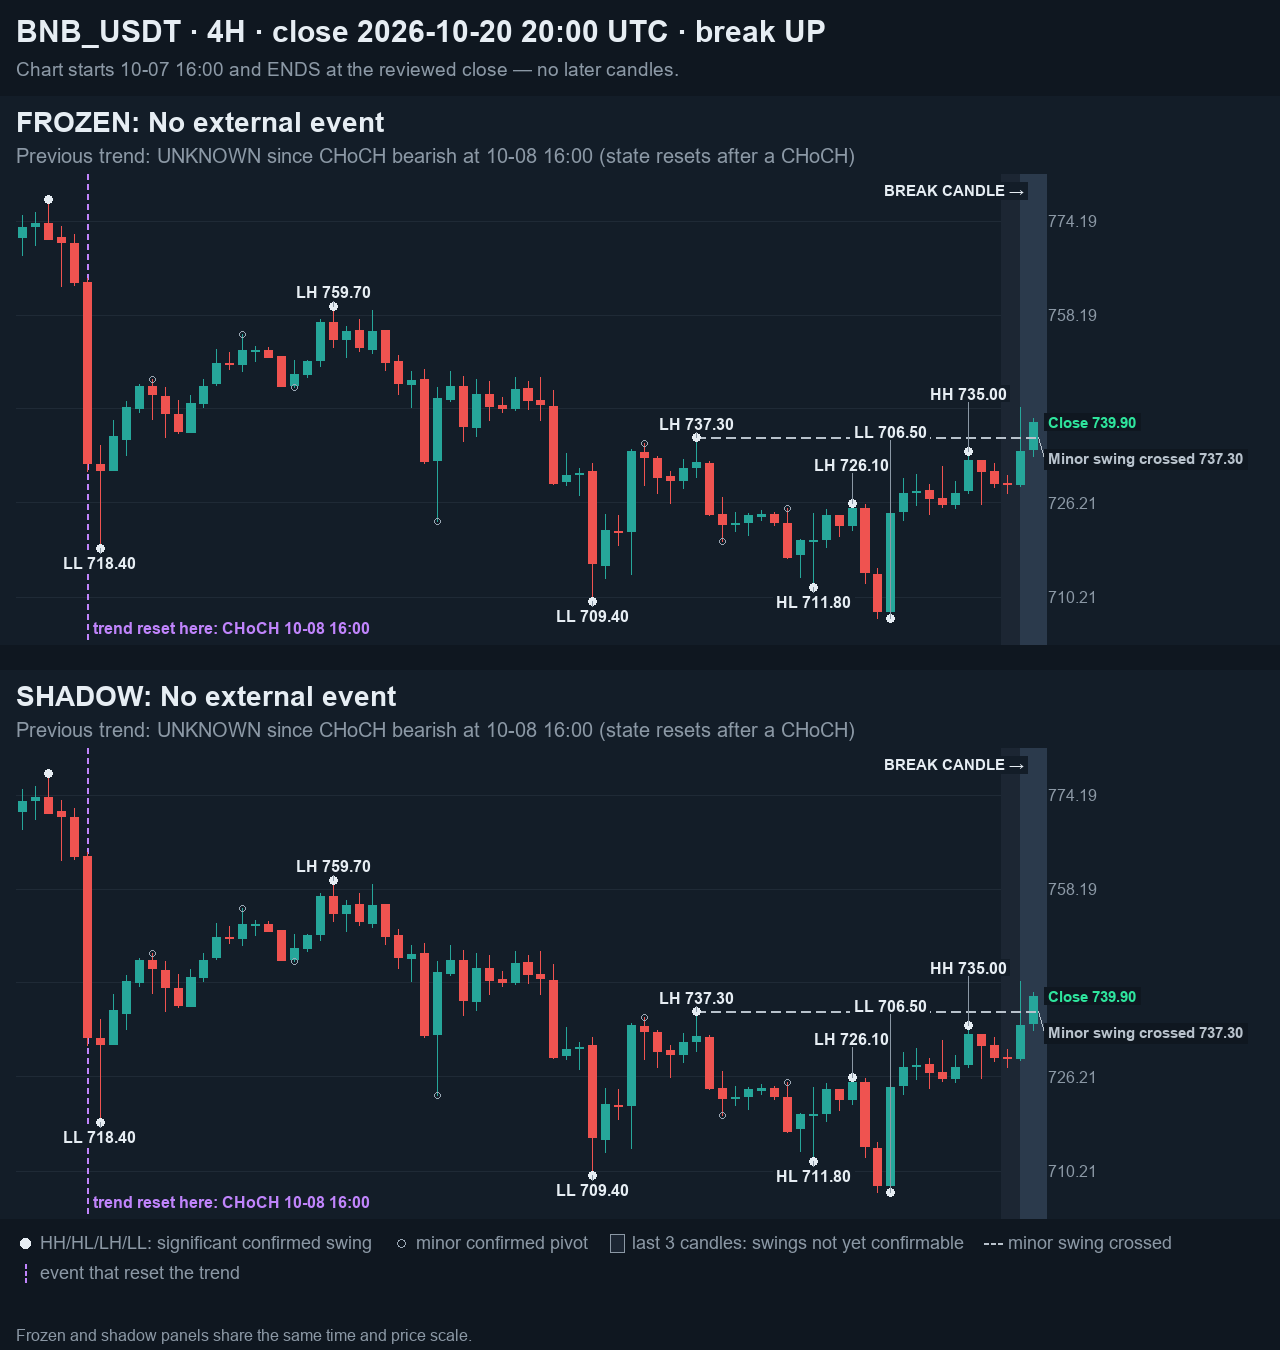 BNB_USDT · 4H · close 2026-10-20 20:00 UTC · break UP
Chart starts 10-07 16:00 and ENDS at the reviewed close — no later candles.
FROZEN: No external event
Previous trend: UNKNOWN since CHoCH bearish at 10-08 16:00 (state resets after a CHoCH)
BREAK CANDLE →
774.19
LH 759.70
758.19
HH 735.00
LH 737.30
LL 706.50
Close 739.90
LH 726.10
Minor swing crossed 737.30
726.21
LL 718.40
710.21
HL 711.80
LL 709.40
trend reset here: CHoCH 10-08 16:00
SHADOW: No external event
Previous trend: UNKNOWN since CHoCH bearish at 10-08 16:00 (state resets after a CHoCH)
BREAK CANDLE →
774.19
LH 759.70
758.19
HH 735.00
LH 737.30
LL 706.50
Close 739.90
LH 726.10
Minor swing crossed 737.30
726.21
LL 718.40
710.21
HL 711.80
LL 709.40
trend reset here: CHoCH 10-08 16:00
HH/HL/LH/LL: significant confirmed swing
minor confirmed pivot
last 3 candles: swings not yet confirmable
minor swing crossed
event that reset the trend
Frozen and shadow panels share the same time and price scale.